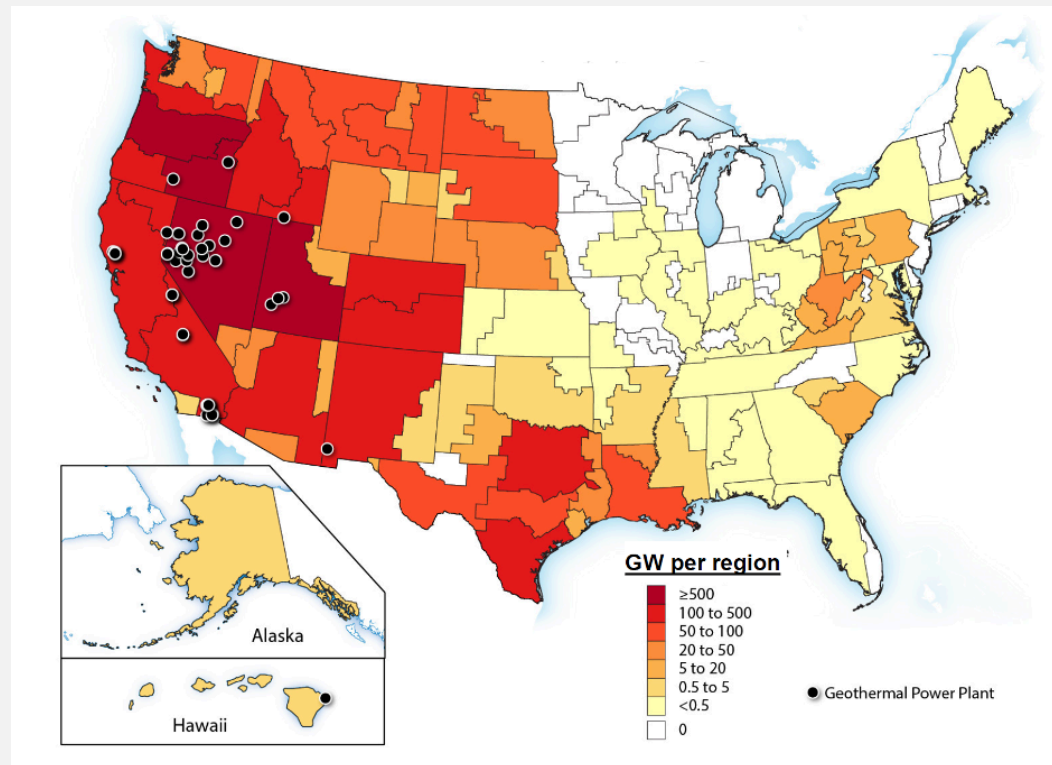 Alaska
Hawaii
GW per region
≥500
100 to 500
50 to 100
20 to 50
5 to 20
0.5 to 5
<0.5
0
Geothermal Power Plant